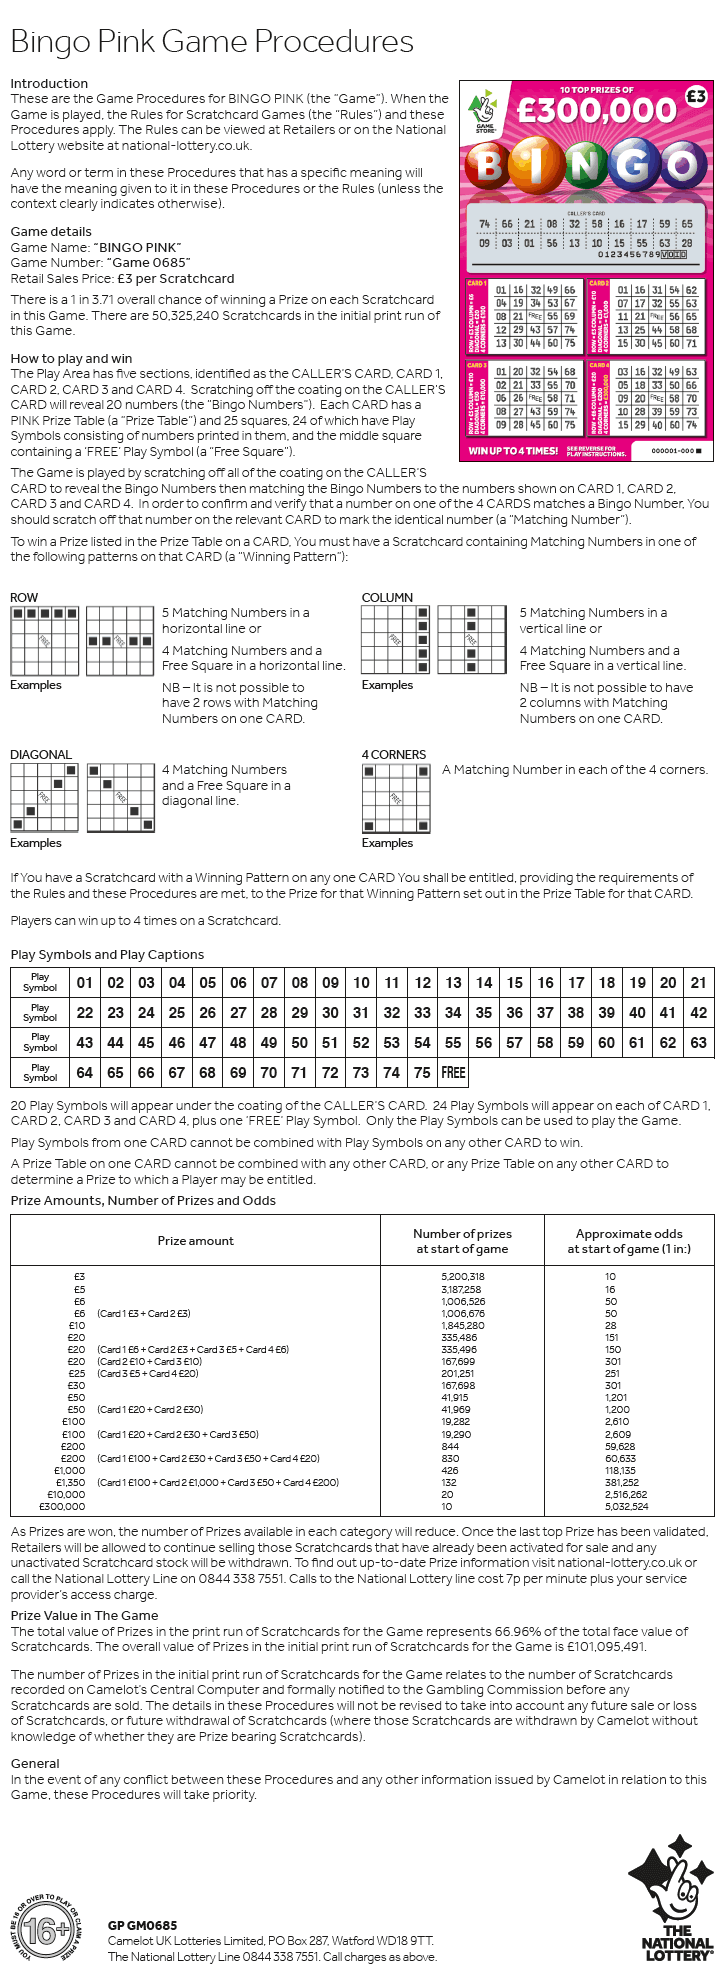 Bingo Pink Game Procedures
Introduction
These are the Game Procedures for BINGO PINK (the “Game”). When the
Game is played, the Rules for Scratchcard Games (the “Rules”) and these
Procedures apply. The Rules can be viewed at Retailers or on the National
Lottery website at national-lottery.co.uk.
Any word or term in these Procedures that has a specific meaning will
have the meaning given to it in these Procedures or the Rules (unless the
context clearly indicates otherwise).
Game details
Game Name: “BINGO PINK”
Game Number: “Game 0685”
Retail Sales Price: £3 per Scratchcard
There is a 1 in 3.71 overall chance of winning a Prize on each Scratchcard
in this Game. There are 50,325,240 Scratchcards in the initial print run of
this Game.
How to play and win
The Play Area has five sections, identified as the CALLER’S CARD, CARD 1,
CARD 2, CARD 3 and CARD 4. Scratching off the coating on the CALLER’S
CARD will reveal 20 numbers (the “Bingo Numbers”). Each CARD has a
PINK Prize Table (a “Prize Table”) and 25 squares, 24 of which have Play
Symbols consisting of numbers printed in them, and the middle square
containing a ‘FREE’ Play Symbol (a “Free Square”).
The Game is played by scratching off all of the coating on the CALLER’S
CARD to reveal the Bingo Numbers then matching the Bingo Numbers to the numbers shown on CARD 1, CARD 2,
CARD 3 and CARD 4. In order to confirm and verify that a number on one of the 4 CARDS matches a Bingo Number, You
should scratch off that number on the relevant CARD to mark the identical number (a “Matching Number”).
To win a Prize listed in the Prize Table on a CARD, You must have a Scratchcard containing Matching Numbers in one of
the following patterns on that CARD (a “Winning Pattern”):
10 TOP PRIZES OF
£300,000
£3
GAME
STORE
BINGO
CALLER'S CARD
74 66 21 08 32 58 16 17 59 65
09 03 01 56 13 10 15 55 63 28
0123456789VOID
CARD 1
ROW = £3 COLUMN = £6
DIAGONAL = £20
4 CORNERS = £100
01 16 32 49 66
04 19 34 53 67
08 21 FREE 55 69
12 29 43 57 74
13 30 44 60 75
CARD 2
ROW = £3 COLUMN = £10
DIAGONAL = £30
4 CORNERS = £1,000
01 16 31 54 62
07 17 32 55 63
11 21 FREE 56 65
13 25 44 58 68
15 30 45 60 71
CARD 3
ROW = £5 COLUMN = £10
DIAGONAL = £50
4 CORNERS = £10,000
01 20 32 54 68
02 21 33 55 70
06 26 FREE 58 71
08 27 43 59 74
09 28 45 60 75
CARD 4
ROW = £6 COLUMN = £20
DIAGONAL = £200
4 CORNERS = £300,000
03 16 32 49 63
05 18 33 50 66
09 20 FREE 58 70
10 28 39 59 73
15 29 40 60 74
WIN UP TO 4 TIMES!
SEE REVERSE FOR
PLAY INSTRUCTIONS.
000001-000
ROW
FREE
FREE
Examples
5 Matching Numbers in a
horizontal line or
4 Matching Numbers and a
Free Square in a horizontal line.
NB – It is not possible to
have 2 rows with Matching
Numbers on one CARD.
COLUMN
FREE
FREE
Examples
5 Matching Numbers in a
vertical line or
4 Matching Numbers and a
Free Square in a vertical line.
NB – It is not possible to have
2 columns with Matching
Numbers on one CARD.
DIAGONAL
FREE
FREE
Examples
4 Matching Numbers
and a Free Square in a
diagonal line.
4 CORNERS
FREE
Examples
A Matching Number in each of the 4 corners.
If You have a Scratchcard with a Winning Pattern on any one CARD You shall be entitled, providing the requirements of
the Rules and these Procedures are met, to the Prize for that Winning Pattern set out in the Prize Table for that CARD.
Players can win up to 4 times on a Scratchcard.
Play Symbols and Play Captions
Play Symbol 01 02 03 04 05 06 07 08 09 10 11 12 13 14 15 16 17 18 19 20 21
Play Symbol 22 23 24 25 26 27 28 29 30 31 32 33 34 35 36 37 38 39 40 41 42
Play Symbol 43 44 45 46 47 48 49 50 51 52 53 54 55 56 57 58 59 60 61 62 63
Play Symbol 64 65 66 67 68 69 70 71 72 73 74 75 FREE
20 Play Symbols will appear under the coating of the CALLER’S CARD. 24 Play Symbols will appear on each of CARD 1,
CARD 2, CARD 3 and CARD 4, plus one ‘FREE’ Play Symbol. Only the Play Symbols can be used to play the Game.
Play Symbols from one CARD cannot be combined with Play Symbols on any other CARD to win.
A Prize Table on one CARD cannot be combined with any other CARD, or any Prize Table on any other CARD to
determine a Prize to which a Player may be entitled.
Prize Amounts, Number of Prizes and Odds
Prize amount Number of prizes at start of game Approximate odds at start of game (1 in:)
£3 5,200,318 10
£5 3,187,258 16
£6 1,006,526 50
£6 (Card 1 £3 + Card 2 £3) 1,006,676 50
£10 1,845,280 28
£20 335,486 151
£20 (Card 1 £6 + Card 2 £3 + Card 3 £5 + Card 4 £6) 335,496 150
£20 (Card 2 £10 + Card 3 £10) 167,699 301
£25 (Card 3 £5 + Card 4 £20) 201,251 251
£30 167,698 301
£50 41,915 1,201
£50 (Card 1 £20 + Card 2 £30) 41,969 1,200
£100 19,282 2,610
£100 (Card 1 £20 + Card 2 £30 + Card 3 £50) 19,290 2,609
£200 844 59,628
£200 (Card 1 £100 + Card 2 £30 + Card 3 £50 + Card 4 £20) 830 60,633
£1,000 426 118,135
£1,350 (Card 1 £100 + Card 2 £1,000 + Card 3 £50 + Card 4 £200) 132 381,252
£10,000 20 2,516,262
£300,000 10 5,032,524
As Prizes are won, the number of Prizes available in each category will reduce. Once the last top Prize has been validated,
Retailers will be allowed to continue selling those Scratchcards that have already been activated for sale and any
unactivated Scratchcard stock will be withdrawn. To find out up-to-date Prize information visit national-lottery.co.uk or
call the National Lottery Line on 0844 338 7551. Calls to the National Lottery line cost 7p per minute plus your service
provider’s access charge.
Prize Value in The Game
The total value of Prizes in the print run of Scratchcards for the Game represents 66.96% of the total face value of
Scratchcards. The overall value of Prizes in the initial print run of Scratchcards for the Game is £101,095,491.
The number of Prizes in the initial print run of Scratchcards for the Game relates to the number of Scratchcards
recorded on Camelot’s Central Computer and formally notified to the Gambling Commission before any
Scratchcards are sold. The details in these Procedures will not be revised to take into account any future sale or loss
of Scratchcards, or future withdrawal of Scratchcards (where those Scratchcards are withdrawn by Camelot without
knowledge of whether they are Prize bearing Scratchcards).
General
In the event of any conflict between these Procedures and any other information issued by Camelot in relation to this
Game, these Procedures will take priority.
YOU MUST BE 16 OR OVER TO PLAY OR CLAIM A PRIZE
16+
GP GM0685
Camelot UK Lotteries Limited, PO Box 287, Watford WD18 9TT.
The National Lottery Line 0844 338 7551. Call charges as above.
THE
NATIONAL
LOTTERY®